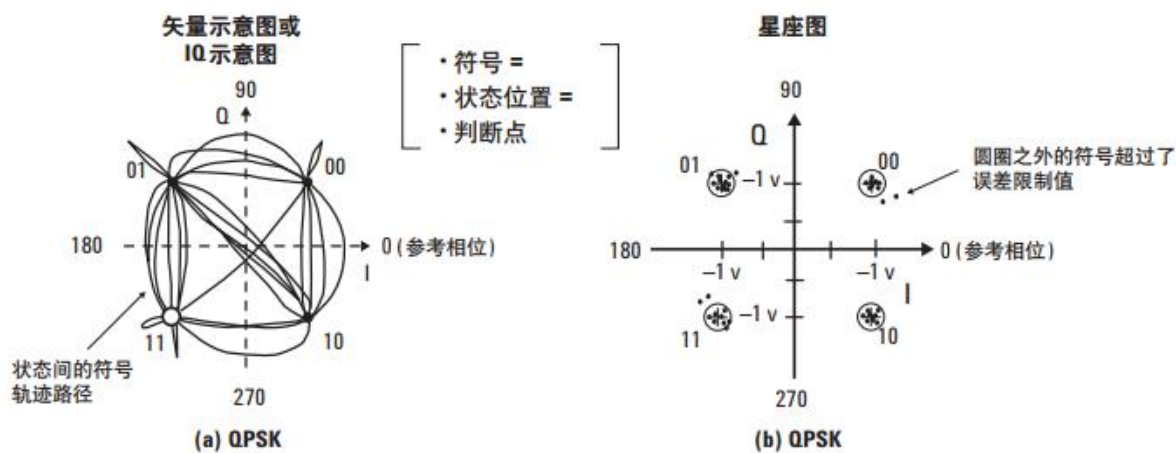 矢量示意图或
IQ 示意图
90
Q
01
00
180
0 (参考相位)
I
11
10
状态间的符号
轨迹路径
270
(a) QPSK
· 符号 =
· 状态位置 =
· 判断点
星座图
90
Q
01
–1 v
00
圆圈之外的符号超过了
误差限制值
180
0 (参考相位)
–1 v
–1 v
I
11
–1 v
10
270
(b) QPSK